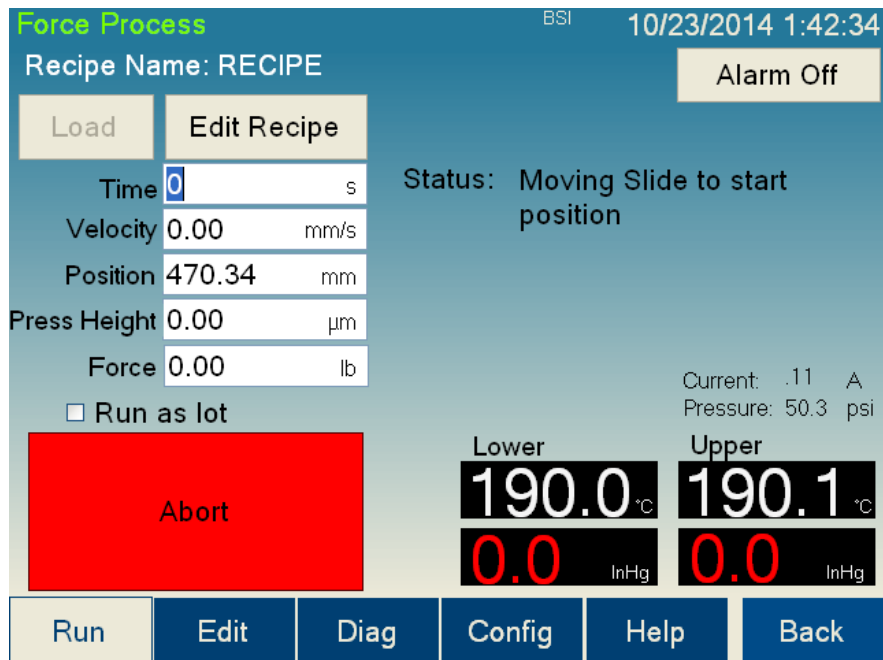 Force Process BSI 10/23/2014 1:42:34
Recipe Name: RECIPE
Alarm Off
Load Edit Recipe
Time 0 s
Status: Moving Slide to start
position
Velocity 0.00 mm/s
Position 470.34 mm
Press Height 0.00 µm
Force 0.00 lb
Current: .11 A
Pressure: 50.3 psi
Run as lot
Lower Upper
190.0 °C 190.1 °C
Abort
0.0 InHg 0.0 InHg
Run Edit Diag Config Help Back